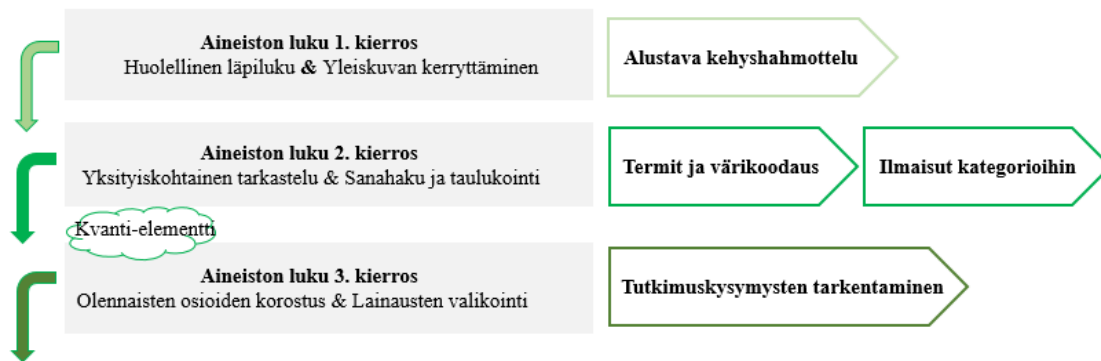 Aineiston luku 1. kierros
Huolellinen läpiluku & Yleiskuvan kerryttäminen
Alustava kehyshahmottelu
Aineiston luku 2. kierros
Yksityiskohtainen tarkastelu & Sanahaku ja taulukointi
Termit ja värikoodaus
Ilmaisut kategorioihin
Kvanti-elementti
Aineiston luku 3. kierros
Olennaisten osioiden korostus & Lainausten valikointi
Tutkimuskysymysten tarkentaminen